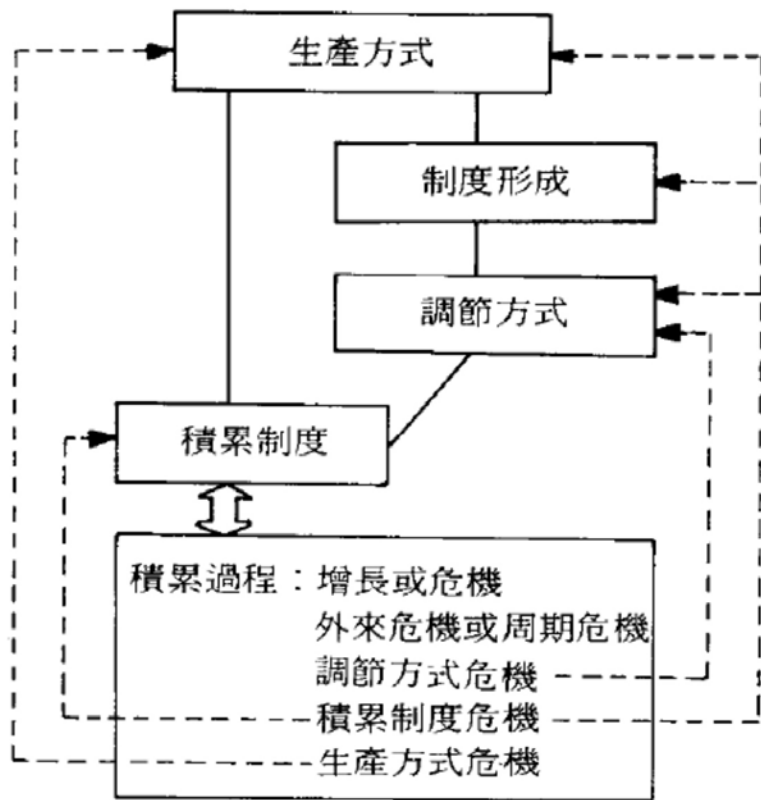 生產方式
制度形成
調節方式
積累制度
積累過程：增長或危機
外來危機或周期危機
調節方式危機
積累制度危機
生產方式危機